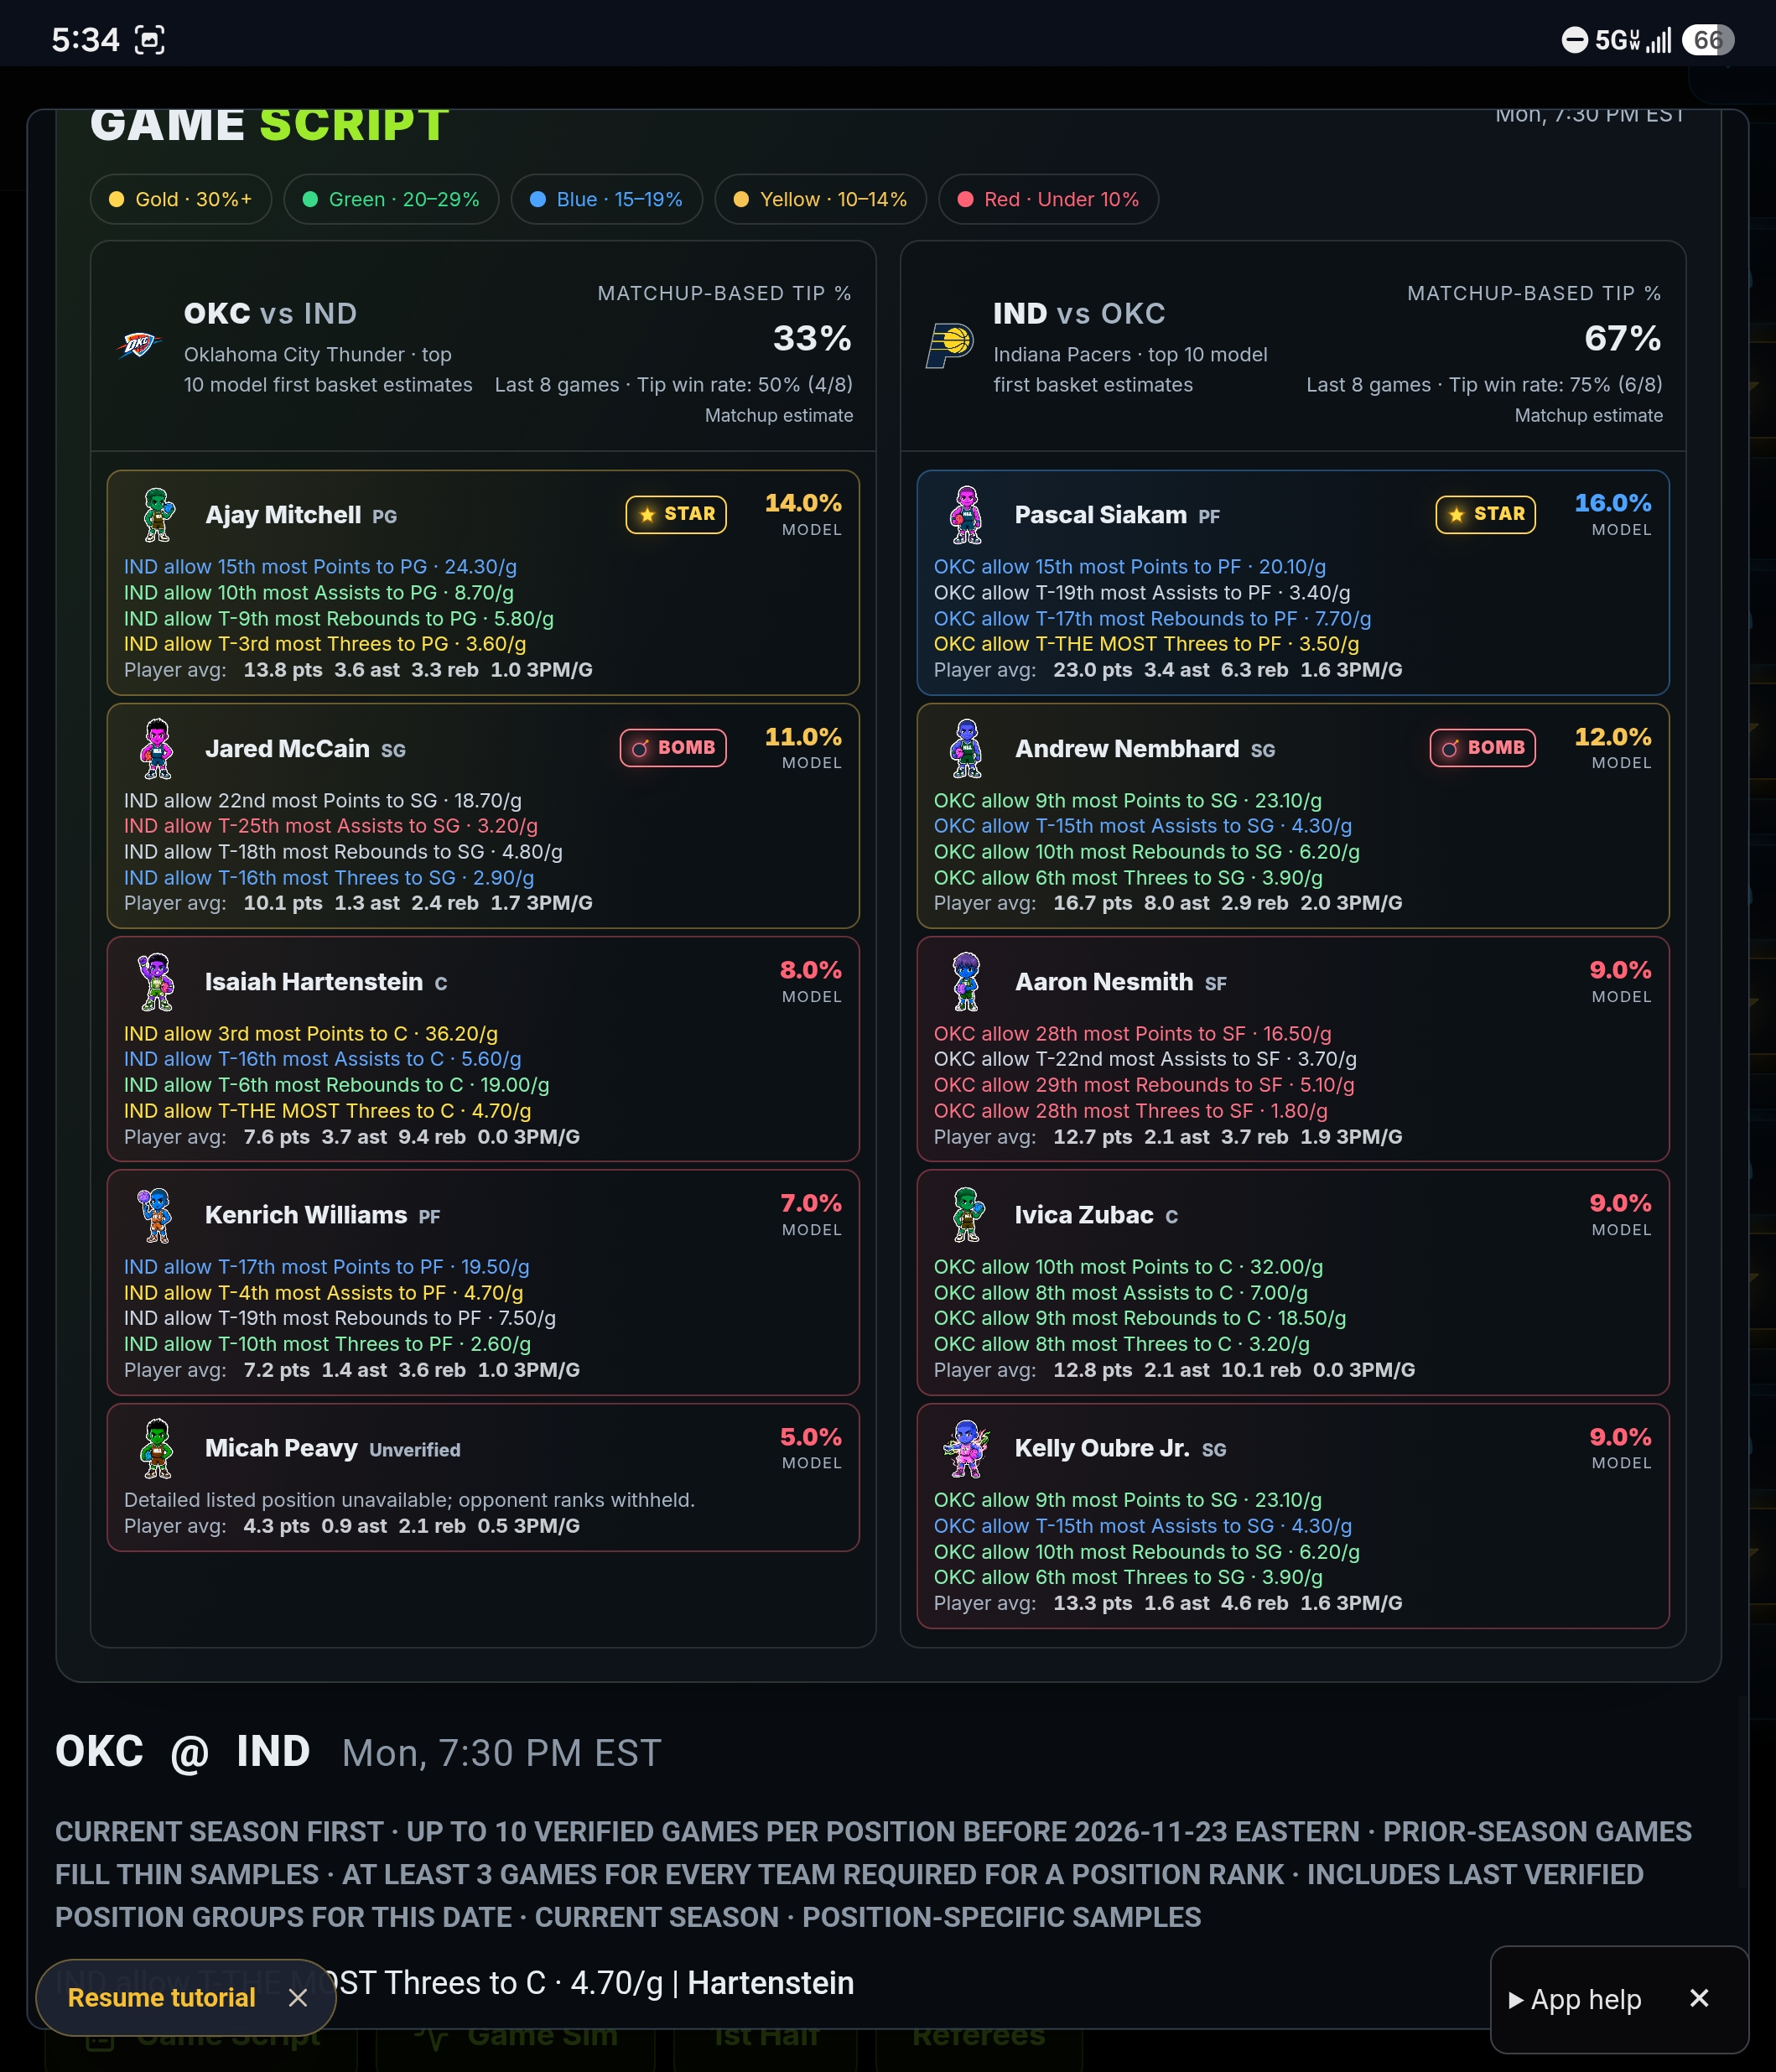 5:34
5G UW
66
GAME SCRIPT
Mon, 7:30 PM EST
Gold · 30%+
Green · 20–29%
Blue · 15–19%
Yellow · 10–14%
Red · Under 10%
OKC vs IND
Oklahoma City Thunder · top
10 model first basket estimates
MATCHUP-BASED TIP %
33%
Last 8 games · Tip win rate: 50% (4/8)
Matchup estimate
Ajay Mitchell PG
STAR
14.0%
MODEL
IND allow 15th most Points to PG · 24.30/g
IND allow 10th most Assists to PG · 8.70/g
IND allow T-9th most Rebounds to PG · 5.80/g
IND allow T-3rd most Threes to PG · 3.60/g
Player avg: 13.8 pts 3.6 ast 3.3 reb 1.0 3PM/G
Jared McCain SG
BOMB
11.0%
MODEL
IND allow 22nd most Points to SG · 18.70/g
IND allow T-25th most Assists to SG · 3.20/g
IND allow T-18th most Rebounds to SG · 4.80/g
IND allow T-16th most Threes to SG · 2.90/g
Player avg: 10.1 pts 1.3 ast 2.4 reb 1.7 3PM/G
Isaiah Hartenstein C
8.0%
MODEL
IND allow 3rd most Points to C · 36.20/g
IND allow T-16th most Assists to C · 5.60/g
IND allow T-6th most Rebounds to C · 19.00/g
IND allow T-THE MOST Threes to C · 4.70/g
Player avg: 7.6 pts 3.7 ast 9.4 reb 0.0 3PM/G
Kenrich Williams PF
7.0%
MODEL
IND allow T-17th most Points to PF · 19.50/g
IND allow T-4th most Assists to PF · 4.70/g
IND allow T-19th most Rebounds to PF · 7.50/g
IND allow T-10th most Threes to PF · 2.60/g
Player avg: 7.2 pts 1.4 ast 3.6 reb 1.0 3PM/G
Micah Peavy Unverified
5.0%
MODEL
Detailed listed position unavailable; opponent ranks withheld.
Player avg: 4.3 pts 0.9 ast 2.1 reb 0.5 3PM/G
IND vs OKC
Indiana Pacers · top 10 model
first basket estimates
MATCHUP-BASED TIP %
67%
Last 8 games · Tip win rate: 75% (6/8)
Matchup estimate
Pascal Siakam PF
STAR
16.0%
MODEL
OKC allow 15th most Points to PF · 20.10/g
OKC allow T-19th most Assists to PF · 3.40/g
OKC allow T-17th most Rebounds to PF · 7.70/g
OKC allow T-THE MOST Threes to PF · 3.50/g
Player avg: 23.0 pts 3.4 ast 6.3 reb 1.6 3PM/G
Andrew Nembhard SG
BOMB
12.0%
MODEL
OKC allow 9th most Points to SG · 23.10/g
OKC allow T-15th most Assists to SG · 4.30/g
OKC allow 10th most Rebounds to SG · 6.20/g
OKC allow 6th most Threes to SG · 3.90/g
Player avg: 16.7 pts 8.0 ast 2.9 reb 2.0 3PM/G
Aaron Nesmith SF
9.0%
MODEL
OKC allow 28th most Points to SF · 16.50/g
OKC allow T-22nd most Assists to SF · 3.70/g
OKC allow 29th most Rebounds to SF · 5.10/g
OKC allow 28th most Threes to SF · 1.80/g
Player avg: 12.7 pts 2.1 ast 3.7 reb 1.9 3PM/G
Ivica Zubac C
9.0%
MODEL
OKC allow 10th most Points to C · 32.00/g
OKC allow 8th most Assists to C · 7.00/g
OKC allow 9th most Rebounds to C · 18.50/g
OKC allow 8th most Threes to C · 3.20/g
Player avg: 12.8 pts 2.1 ast 10.1 reb 0.0 3PM/G
Kelly Oubre Jr. SG
9.0%
MODEL
OKC allow 9th most Points to SG · 23.10/g
OKC allow T-15th most Assists to SG · 4.30/g
OKC allow 10th most Rebounds to SG · 6.20/g
OKC allow 6th most Threes to SG · 3.90/g
Player avg: 13.3 pts 1.6 ast 4.6 reb 1.6 3PM/G
OKC @ IND Mon, 7:30 PM EST
CURRENT SEASON FIRST · UP TO 10 VERIFIED GAMES PER POSITION BEFORE 2026-11-23 EASTERN · PRIOR-SEASON GAMES
FILL THIN SAMPLES · AT LEAST 3 GAMES FOR EVERY TEAM REQUIRED FOR A POSITION RANK · INCLUDES LAST VERIFIED
POSITION GROUPS FOR THIS DATE · CURRENT SEASON · POSITION-SPECIFIC SAMPLES
IND allow T-THE MOST Threes to C · 4.70/g | Hartenstein
Resume tutorial
App help
Game Script
Game Sim
1st Half
Referees